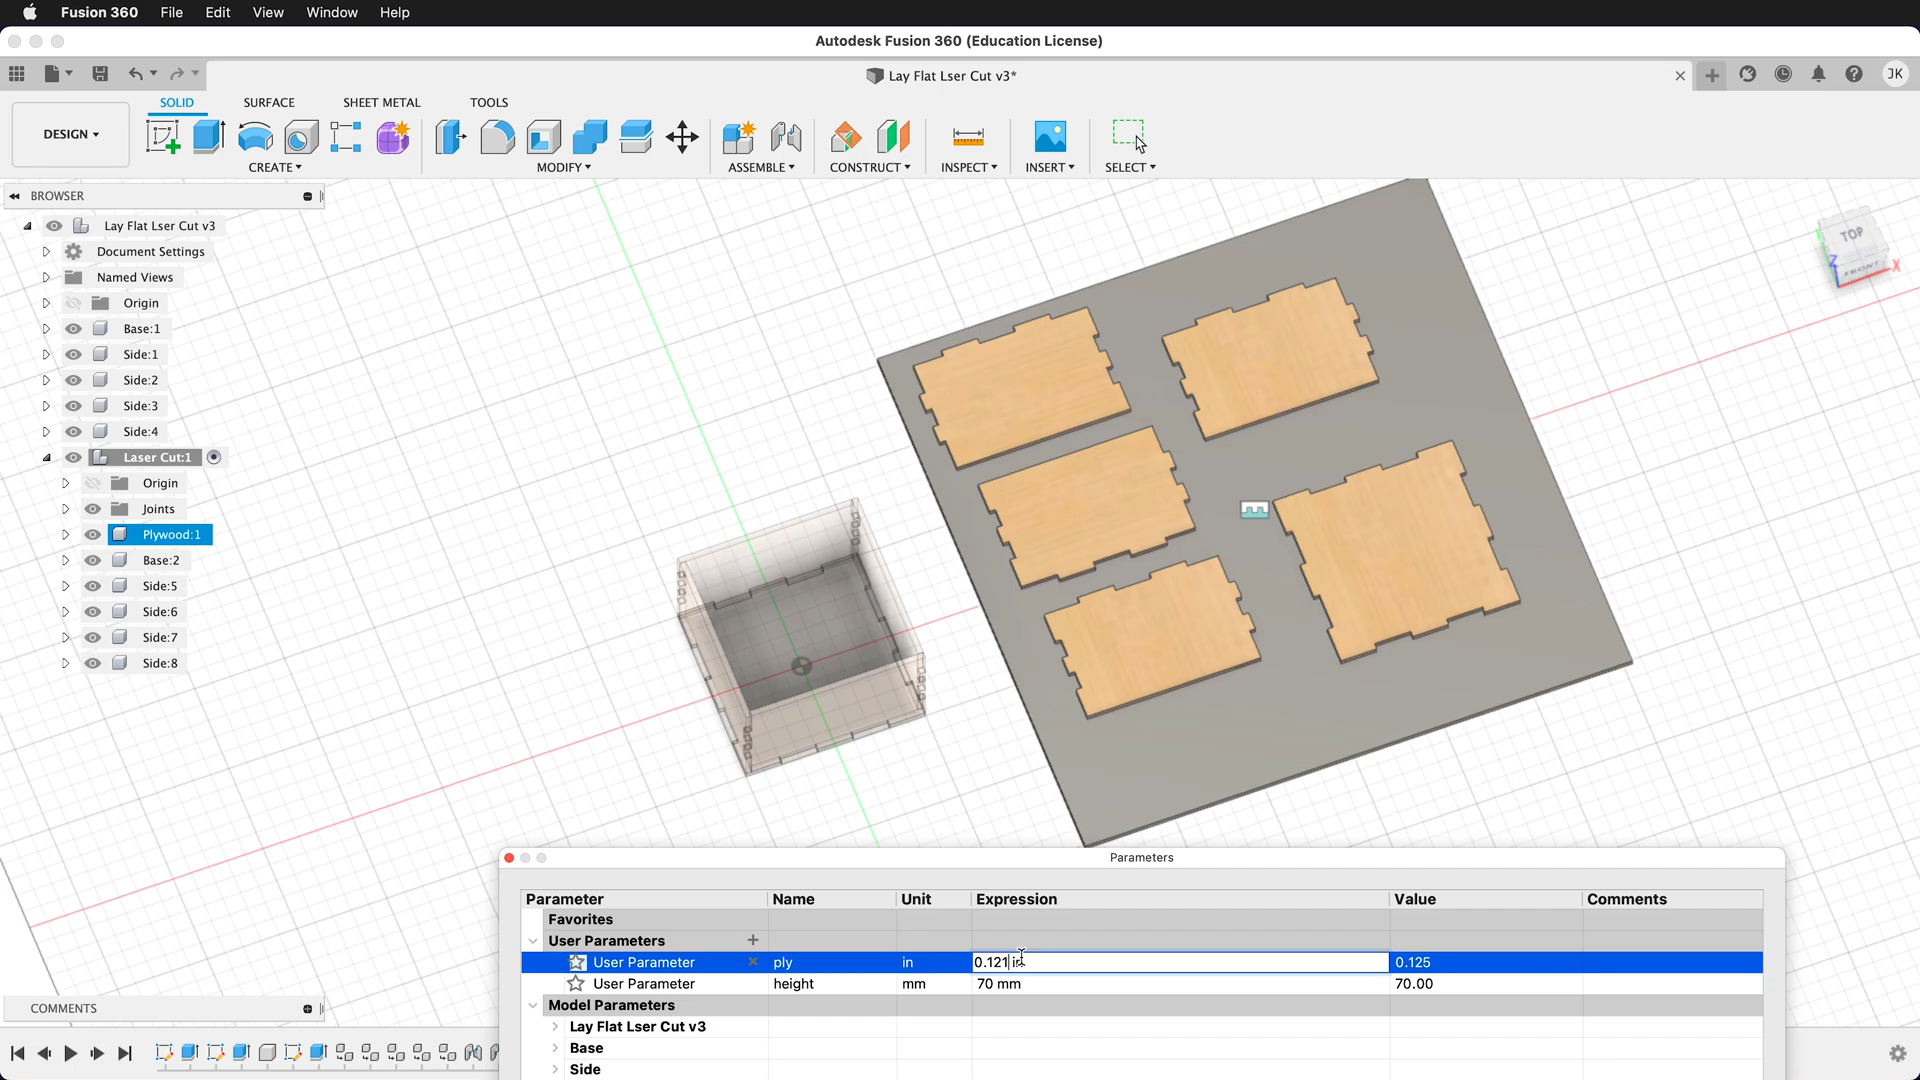 Fusion 360 File Edit View Window Help
Autodesk Fusion 360 (Education License)
Lay Flat Lser Cut v3*
JK
SOLID SURFACE SHEET METAL TOOLS
DESIGN
CREATE MODIFY ASSEMBLE CONSTRUCT INSPECT INSERT SELECT
BROWSER
Lay Flat Lser Cut v3
Document Settings
Named Views
Origin
Base:1
Side:1
Side:2
Side:3
Side:4
Laser Cut:1
Origin
Joints
Plywood:1
Base:2
Side:5
Side:6
Side:7
Side:8
TOP
FRONT
Z
X
Parameters
Parameter Name Unit Expression Value Comments
Favorites
User Parameters
User Parameter ply in 0.121 in 0.125
User Parameter height mm 70 mm 70.00
Model Parameters
Lay Flat Lser Cut v3
Base
Side
COMMENTS